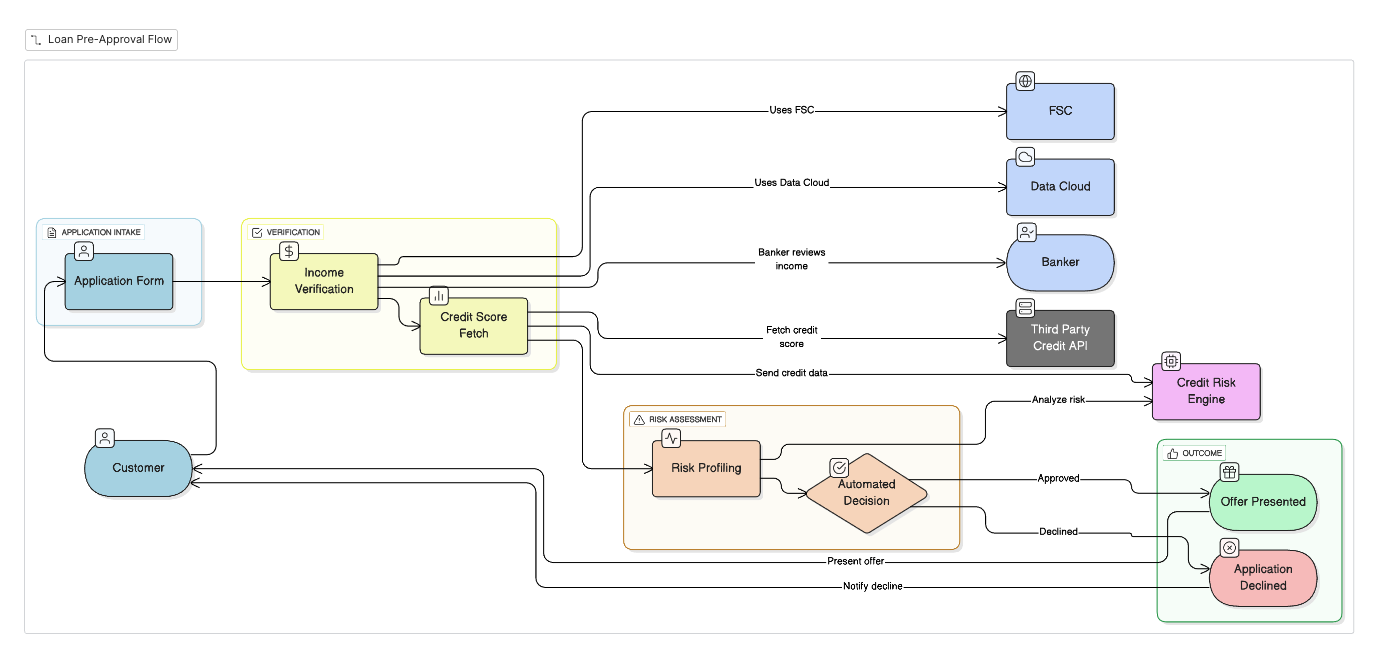 Loan Pre-Approval Flow
FSC
Uses FSC
Data Cloud
Uses Data Cloud
APPLICATION INTAKE
VERIFICATION
Application Form
Income
Verification
Banker reviews
income
Banker
Credit Score
Fetch
Fetch credit
score
Third Party
Credit API
Send credit data
Credit Risk
Engine
Analyze risk
RISK ASSESSMENT
Customer
Risk Profiling
Automated
Decision
Approved
Declined
OUTCOME
Offer Presented
Present offer
Application
Declined
Notify decline